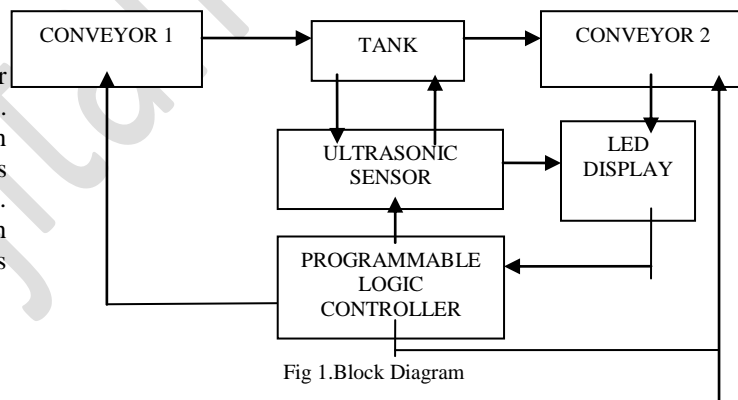 CONVEYOR 1
TANK
CONVEYOR 2
r
.
n
s
.
n
s
ULTRASONIC
SENSOR
LED
DISPLAY
PROGRAMMABLE
LOGIC
CONTROLLER
Fig 1.Block Diagram